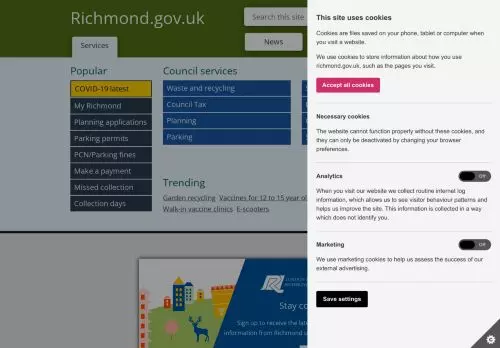 Richmond.gov.uk
Search this site
Services
News
Popular
COVID-19 latest
My Richmond
Planning applications
Parking permits
PCN/Parking fines
Make a payment
Missed collection
Collection days
Council services
Waste and recycling
Council Tax
Planning
Parking
Trending
Garden recycling Vaccines for 12 to 15 year
Walk-in vaccine clinics E-scooters
Stay
Sign up to receive the
information from Richmond
This site uses cookies
Cookies are files saved on your phone, tablet or computer when
you visit a website.
We use cookies to store information about how you use
richmond.gov.uk, such as the pages you visit.
Accept all cookies
Necessary cookies
The website cannot function properly without these cookies, and
they can only be deactivated by changing your browser
preferences.
Analytics
Off
When you visit our website we collect routine internet log
information, which allows us to see visitor behaviour patterns and
helps us improve the site. This information is collected in a way
which does not identify you.
Marketing
Off
We use marketing cookies to help us assess the success of our
external advertising.
Save settings